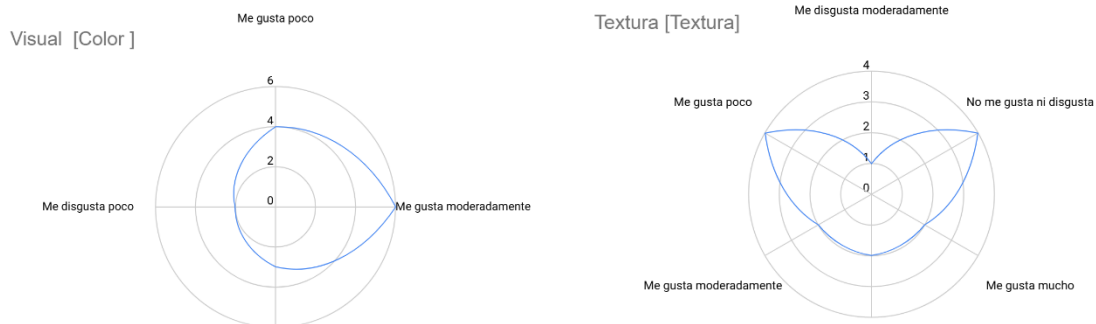 Me gusta poco
Visual [Color ]
6
4
2
0
Me disgusta poco
Me gusta moderadamente
Me disgusta moderadamente
Textura [Textura]
4
3
2
1
0
Me gusta poco
No me gusta ni disgusta
Me gusta moderadamente
Me gusta mucho